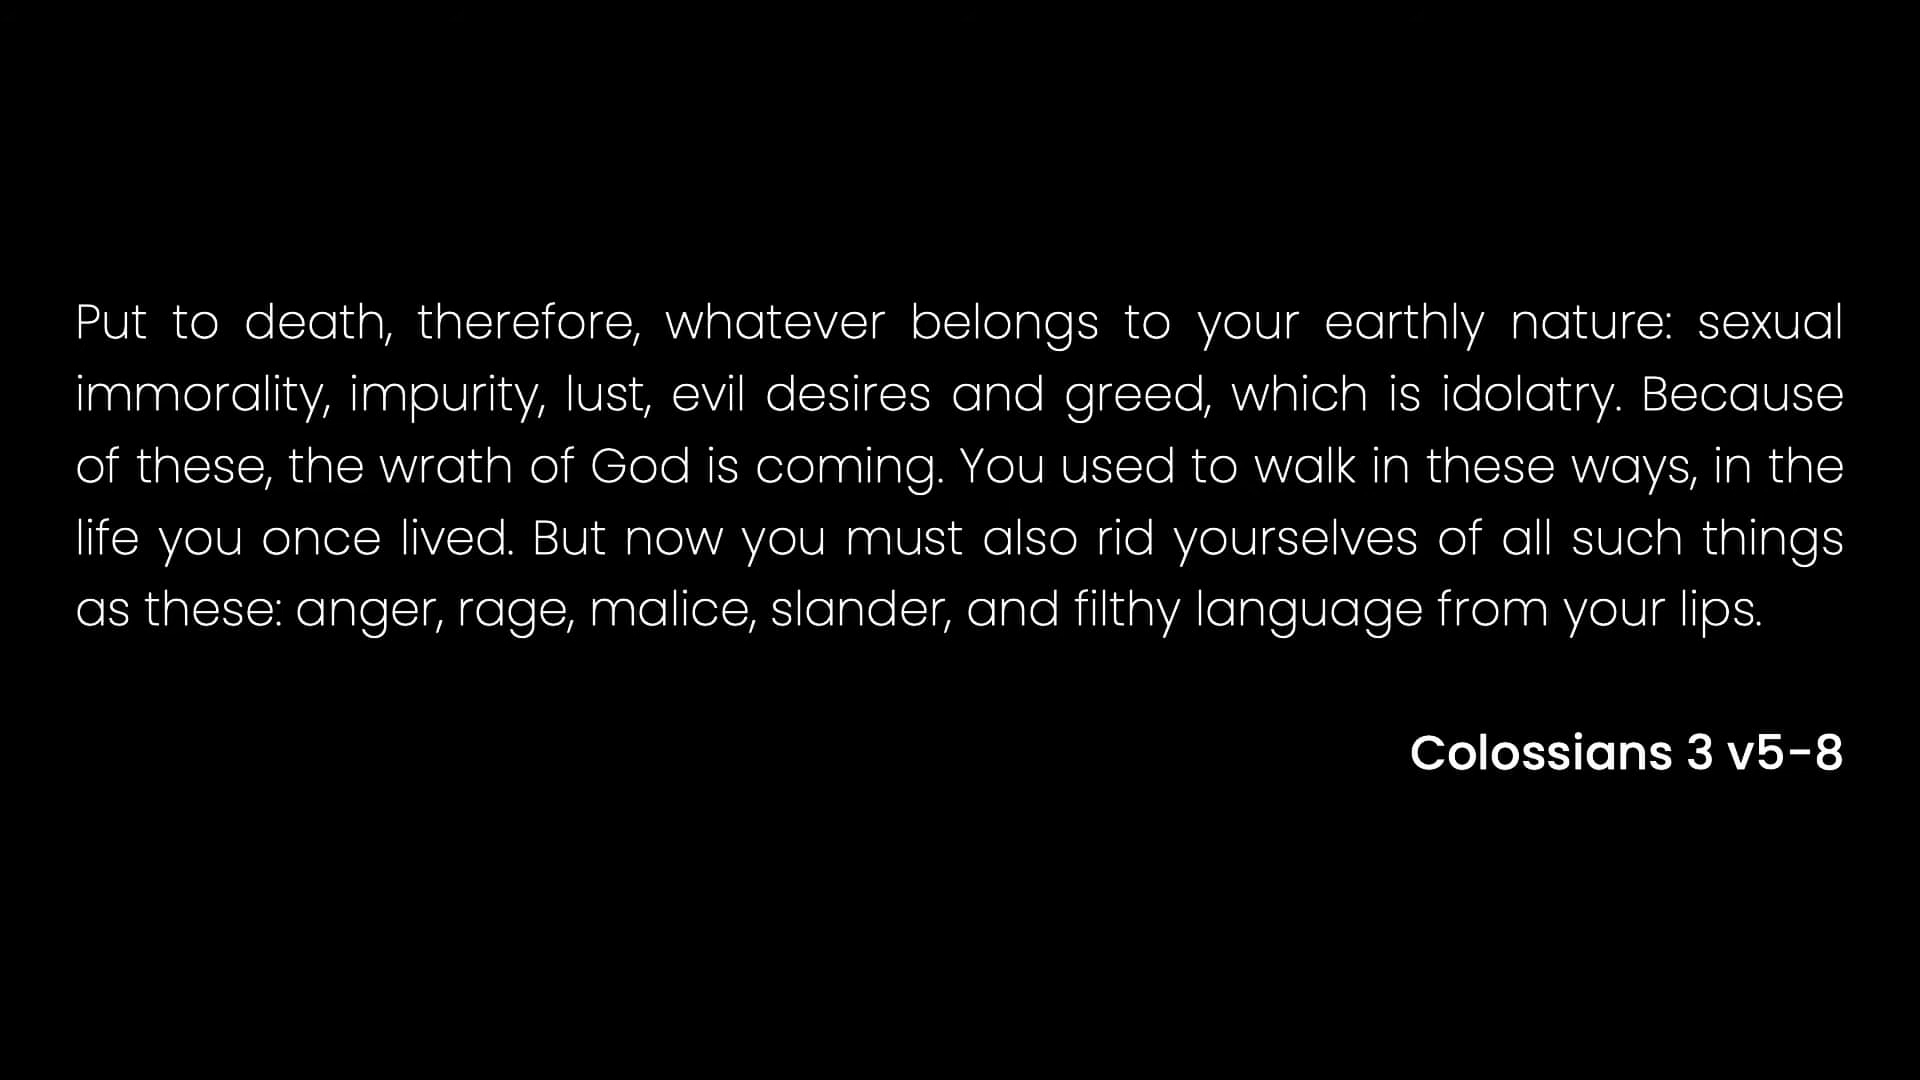 Put to death, therefore, whatever belongs to your earthly nature: sexual
immorality, impurity, lust, evil desires and greed, which is idolatry. Because
of these, the wrath of God is coming. You used to walk in these ways, in the
life you once lived. But now you must also rid yourselves of all such things
as these: anger, rage, malice, slander, and filthy language from your lips.
Colossians 3 v5-8